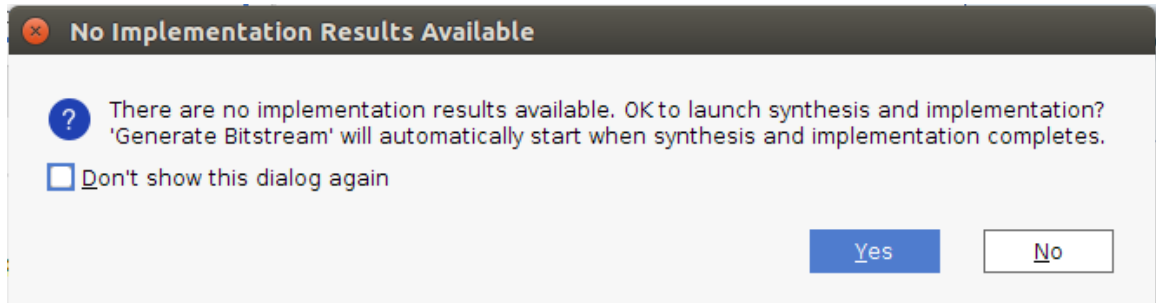 No Implementation Results Available
There are no implementation results available. OK to launch synthesis and implementation?
'Generate Bitstream' will automatically start when synthesis and implementation completes.
Don't show this dialog again
Yes
No